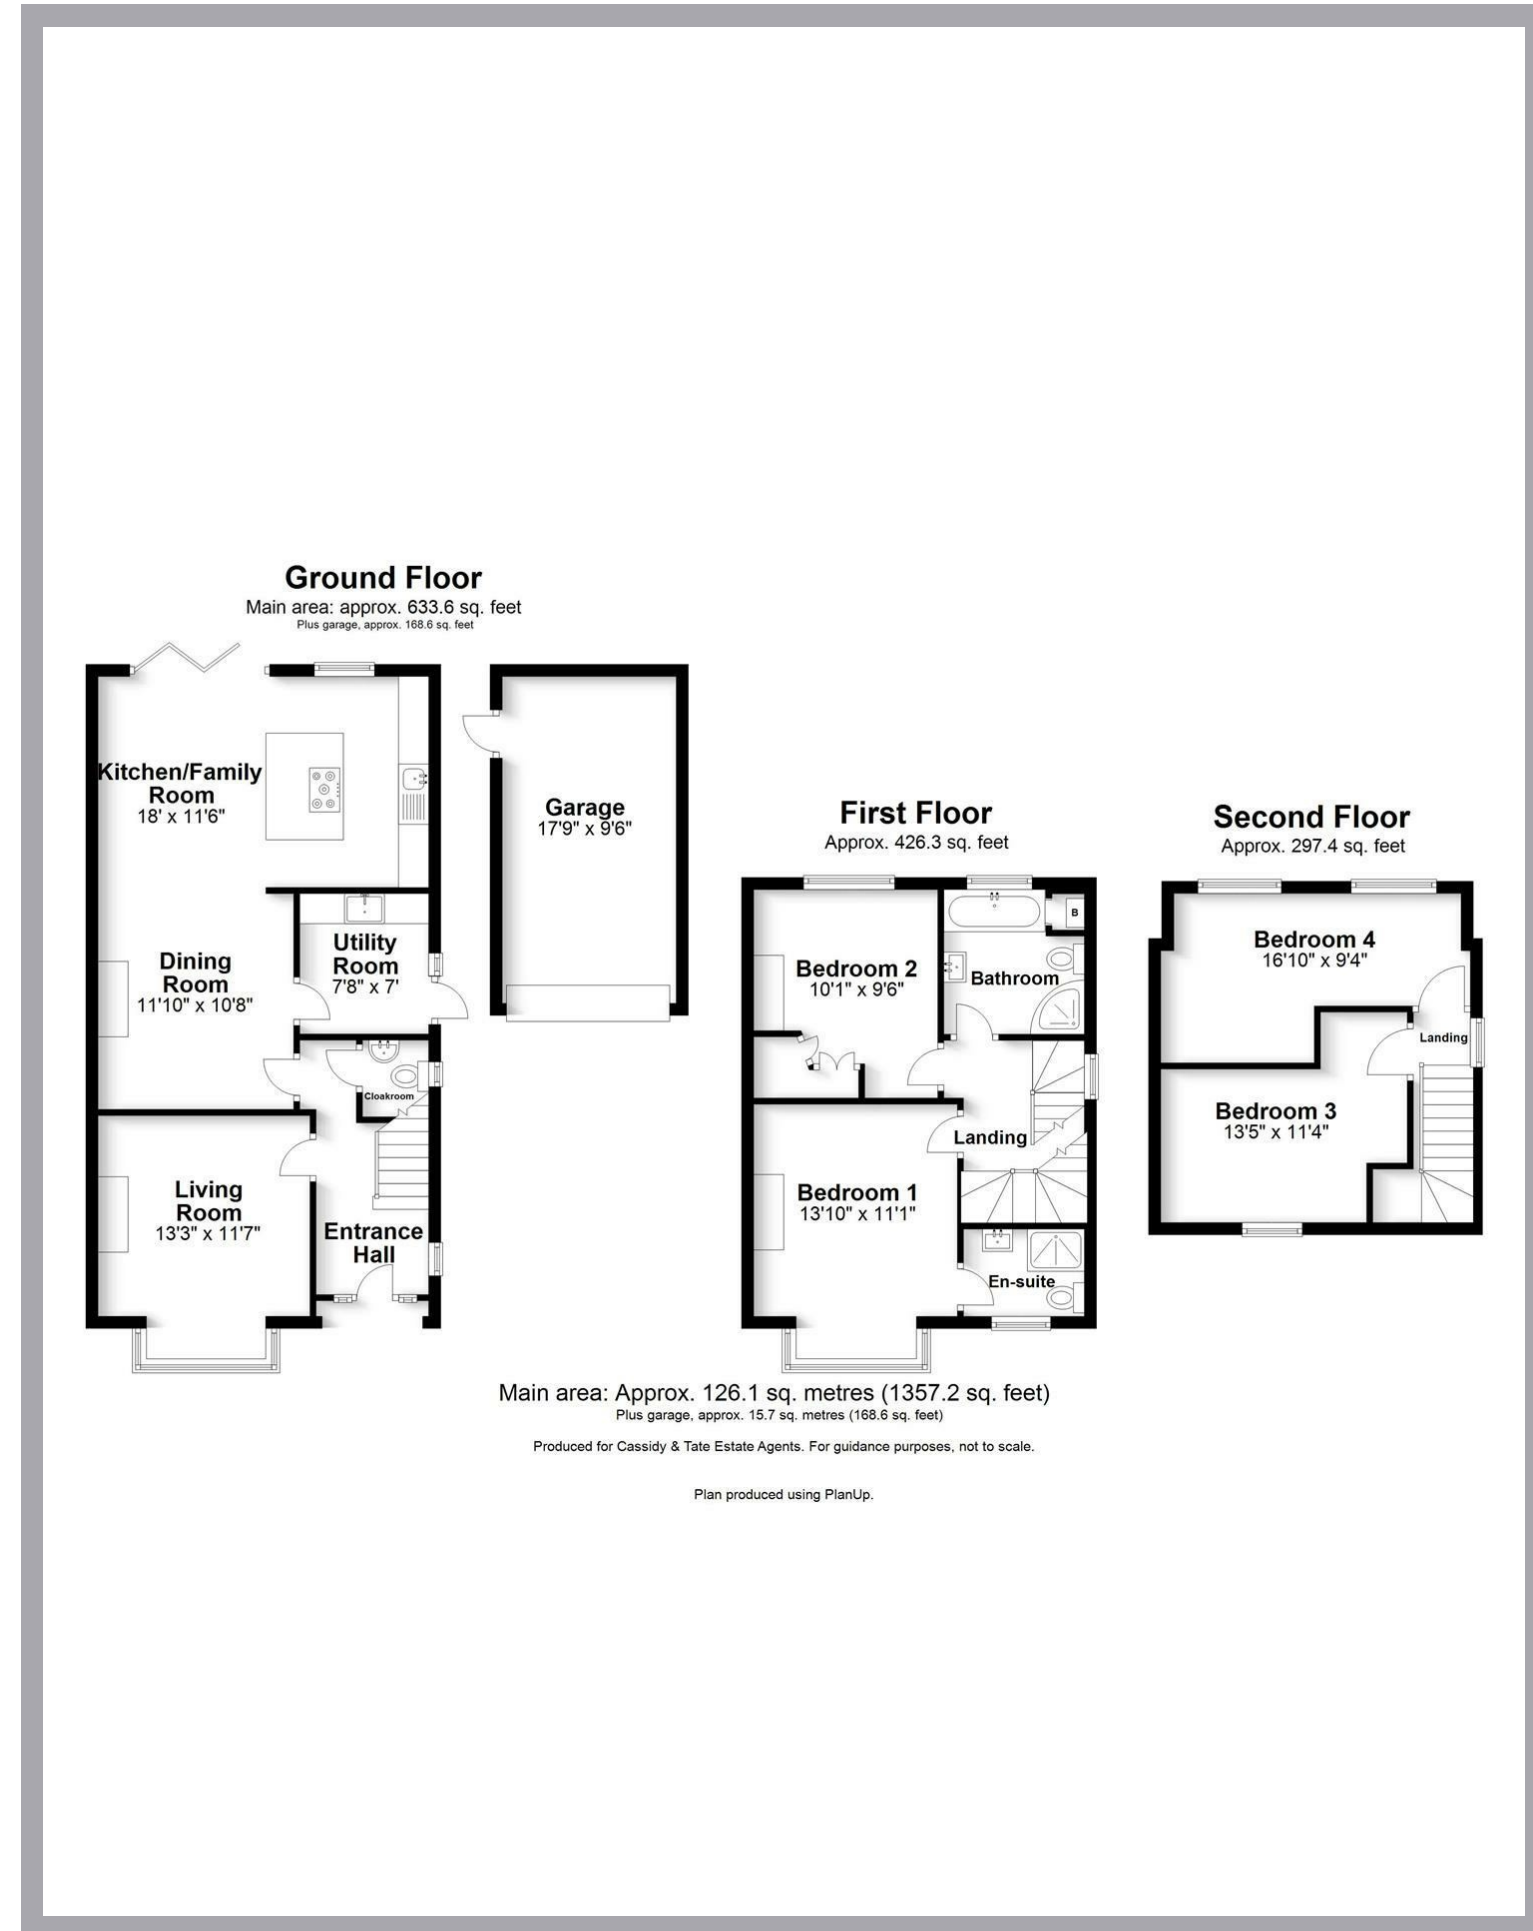 Ground Floor
Main area: approx. 633.6 sq. feet
Plus garage, approx. 168.6 sq. feet
Kitchen/Family
Room
18' x 11'6"
Dining
Room
11'10" x 10'8"
Utility
Room
7'8" x 7'
Cloakroom
Living
Room
13'3" x 11'7"
Entrance
Hall
Garage
17'9" x 9'6"
First Floor
Approx. 426.3 sq. feet
B
Bedroom 2
10'1" x 9'6"
Bathroom
Landing
Bedroom 1
13'10" x 11'1"
En-suite
Second Floor
Approx. 297.4 sq. feet
Bedroom 4
16'10" x 9'4"
Landing
Bedroom 3
13'5" x 11'4"
Main area: Approx. 126.1 sq. metres (1357.2 sq. feet)
Plus garage, approx. 15.7 sq. metres (168.6 sq. feet)
Produced for Cassidy & Tate Estate Agents. For guidance purposes, not to scale.
Plan produced using PlanUp.